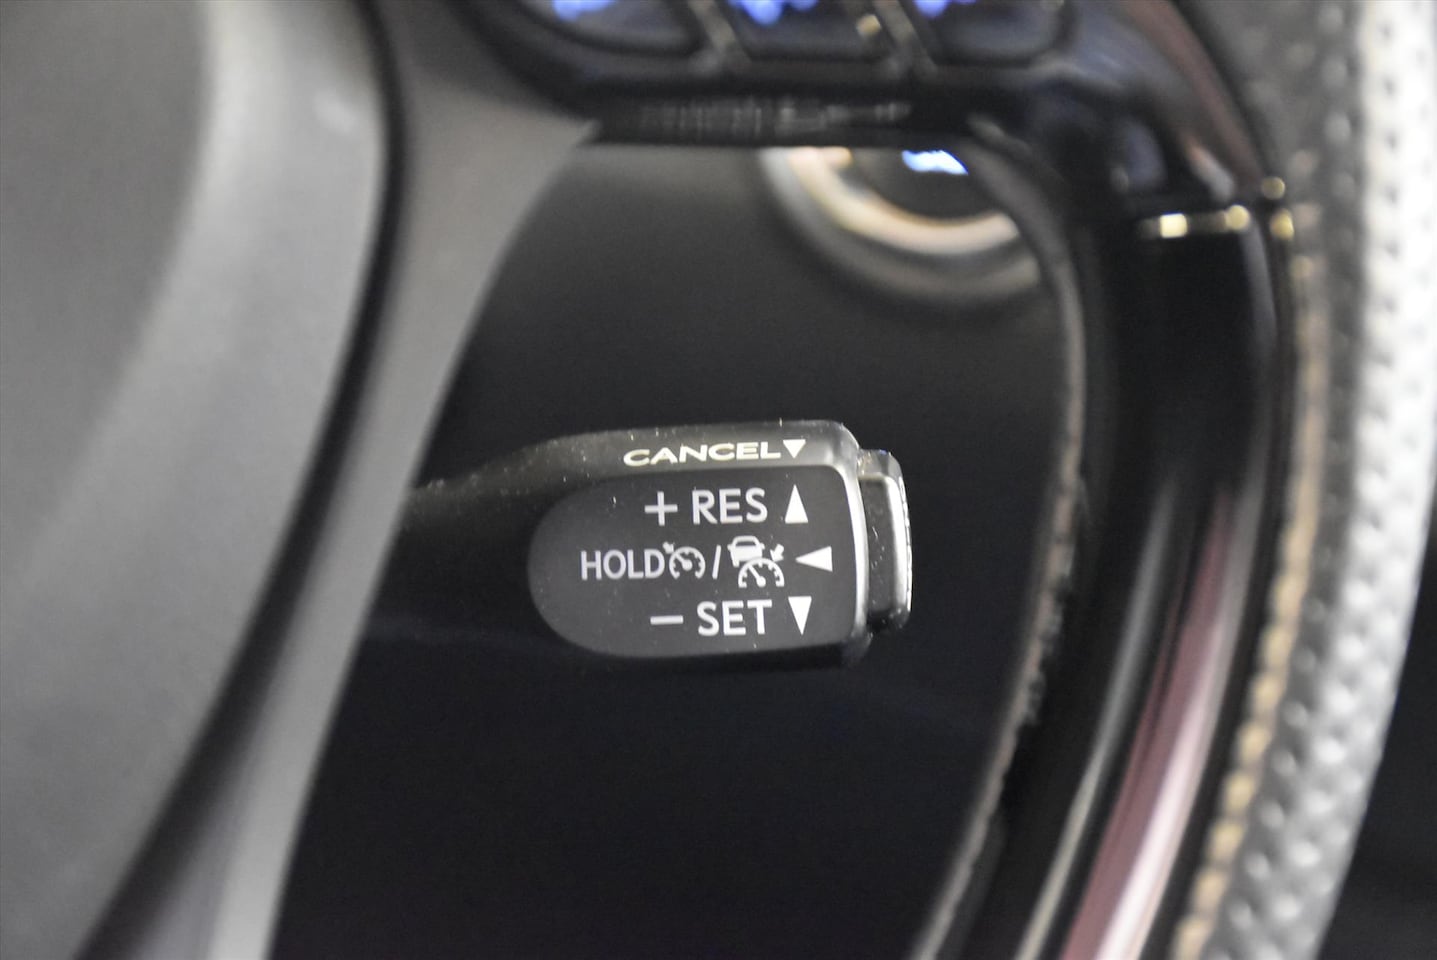 CANCEL▼
+ RES ▲
HOLD / ◀
− SET ▼